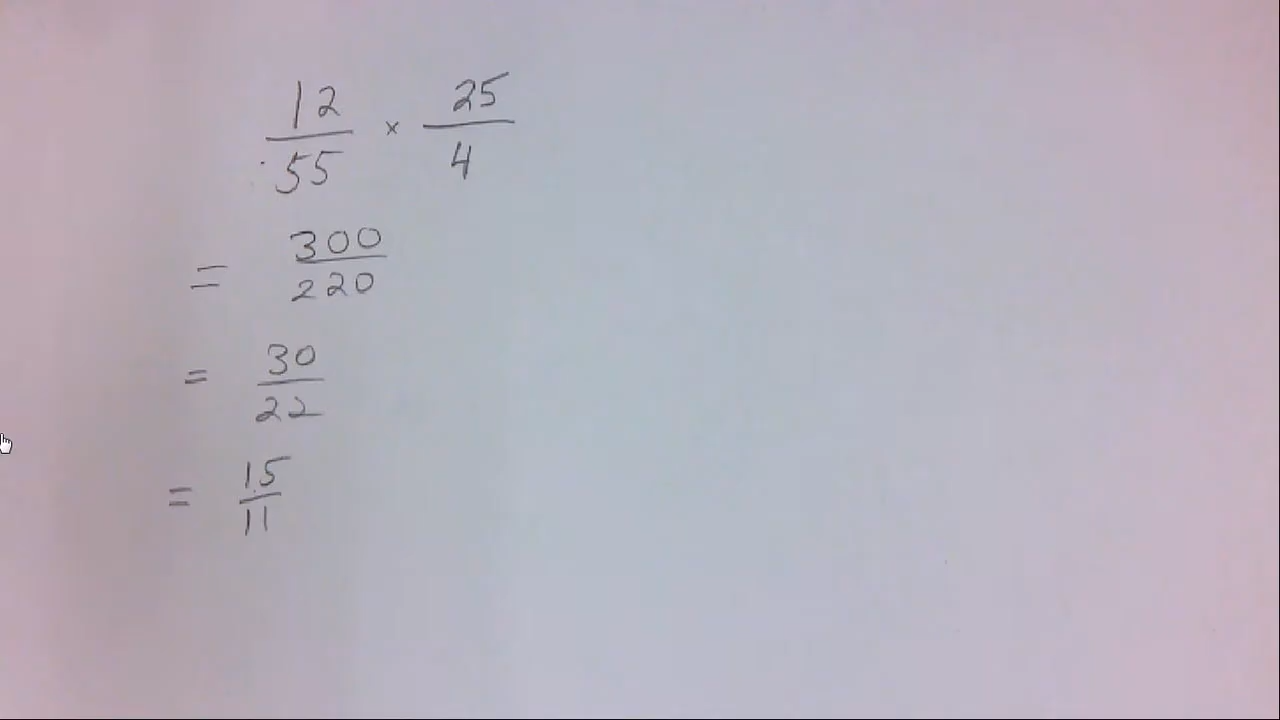 12/55 × 25/4
= 300/220
= 30/22
= 15/11